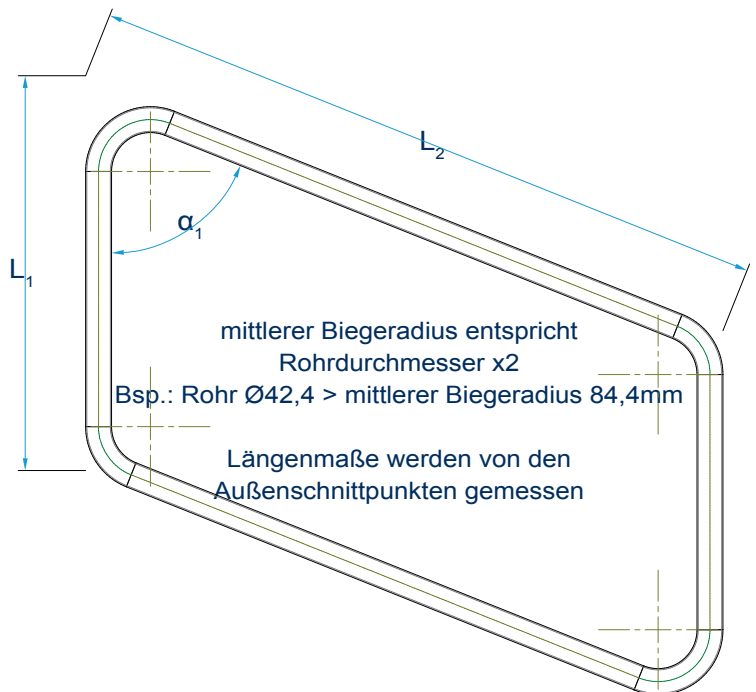 L₂
α₁
L₁
mittlerer Biegeradius entspricht
Rohrdurchmesser x2
Bsp.: Rohr Ø42,4 > mittlerer Biegeradius 84,4mm
Längenmaße werden von den
Außenschnittpunkten gemessen